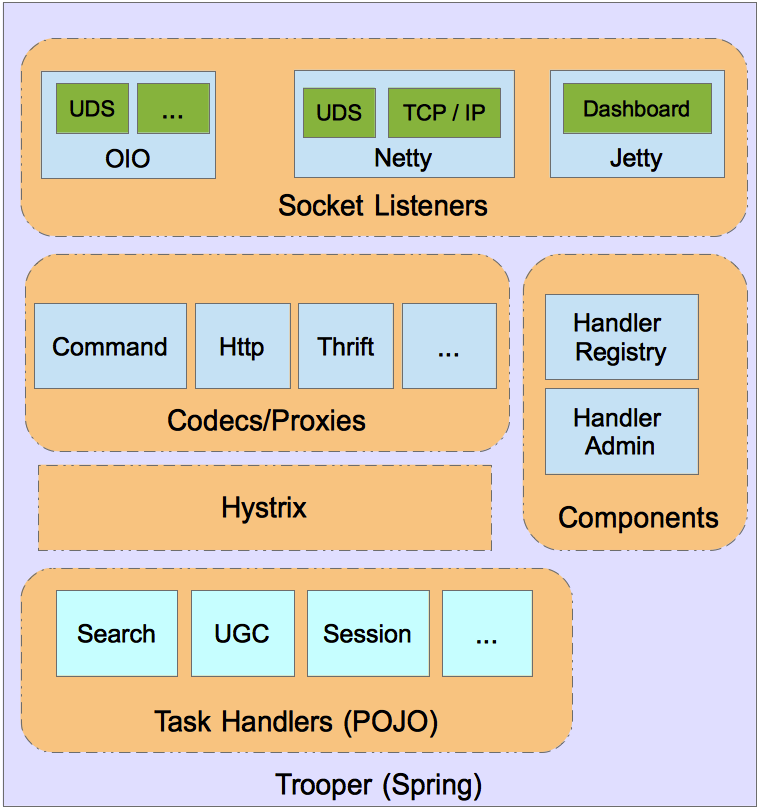 UDS ... UDS TCP / IP Dashboard
OIO Netty Jetty
Socket Listeners
Command Http Thrift ...
Codecs/Proxies
Handler
Registry
Handler
Admin
Components
Hystrix
Search UGC Session ...
Task Handlers (POJO)
Trooper (Spring)